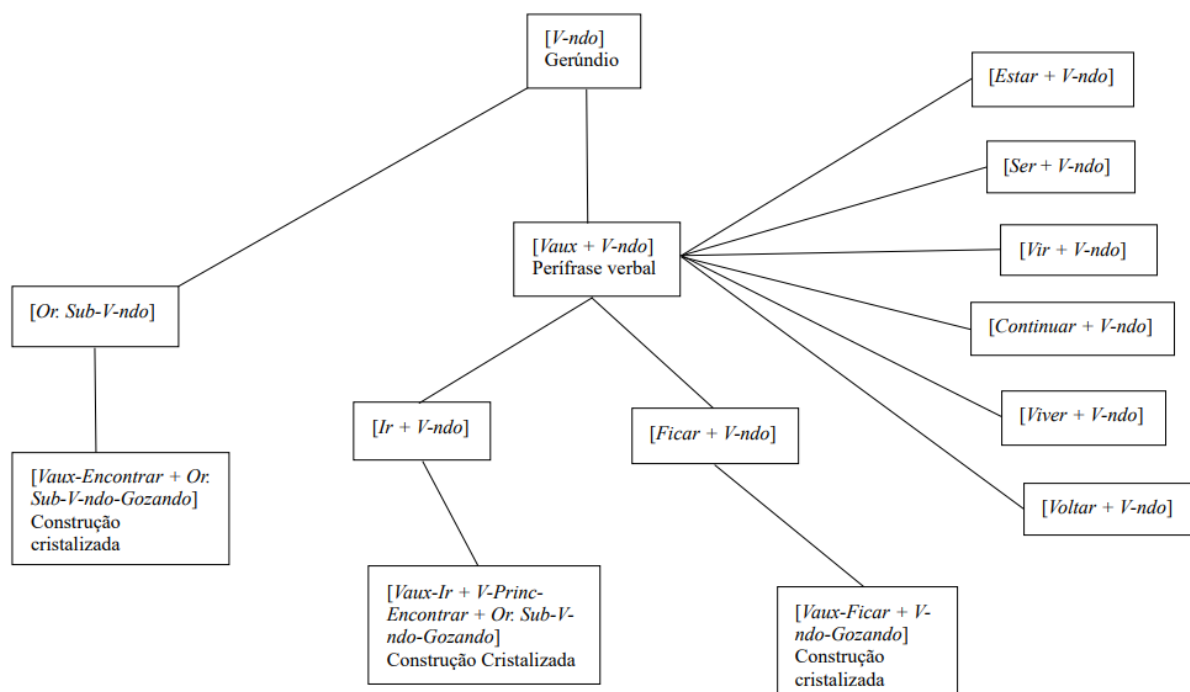 [V-ndo]
Gerúndio
[Estar + V-ndo]
[Ser + V-ndo]
[Vaux + V-ndo]
Perífrase verbal
[Vir + V-ndo]
[Or. Sub-V-ndo]
[Continuar + V-ndo]
[Viver + V-ndo]
[Ir + V-ndo]
[Ficar + V-ndo]
[Voltar + V-ndo]
[Vaux-Encontrar + Or.
Sub-V-ndo-Gozando]
Construção
cristalizada
[Vaux-Ir + V-Princ-
Encontrar + Or. Sub-V-
ndo-Gozando]
Construção Cristalizada
[Vaux-Ficar + V-
ndo-Gozando]
Construção
cristalizada